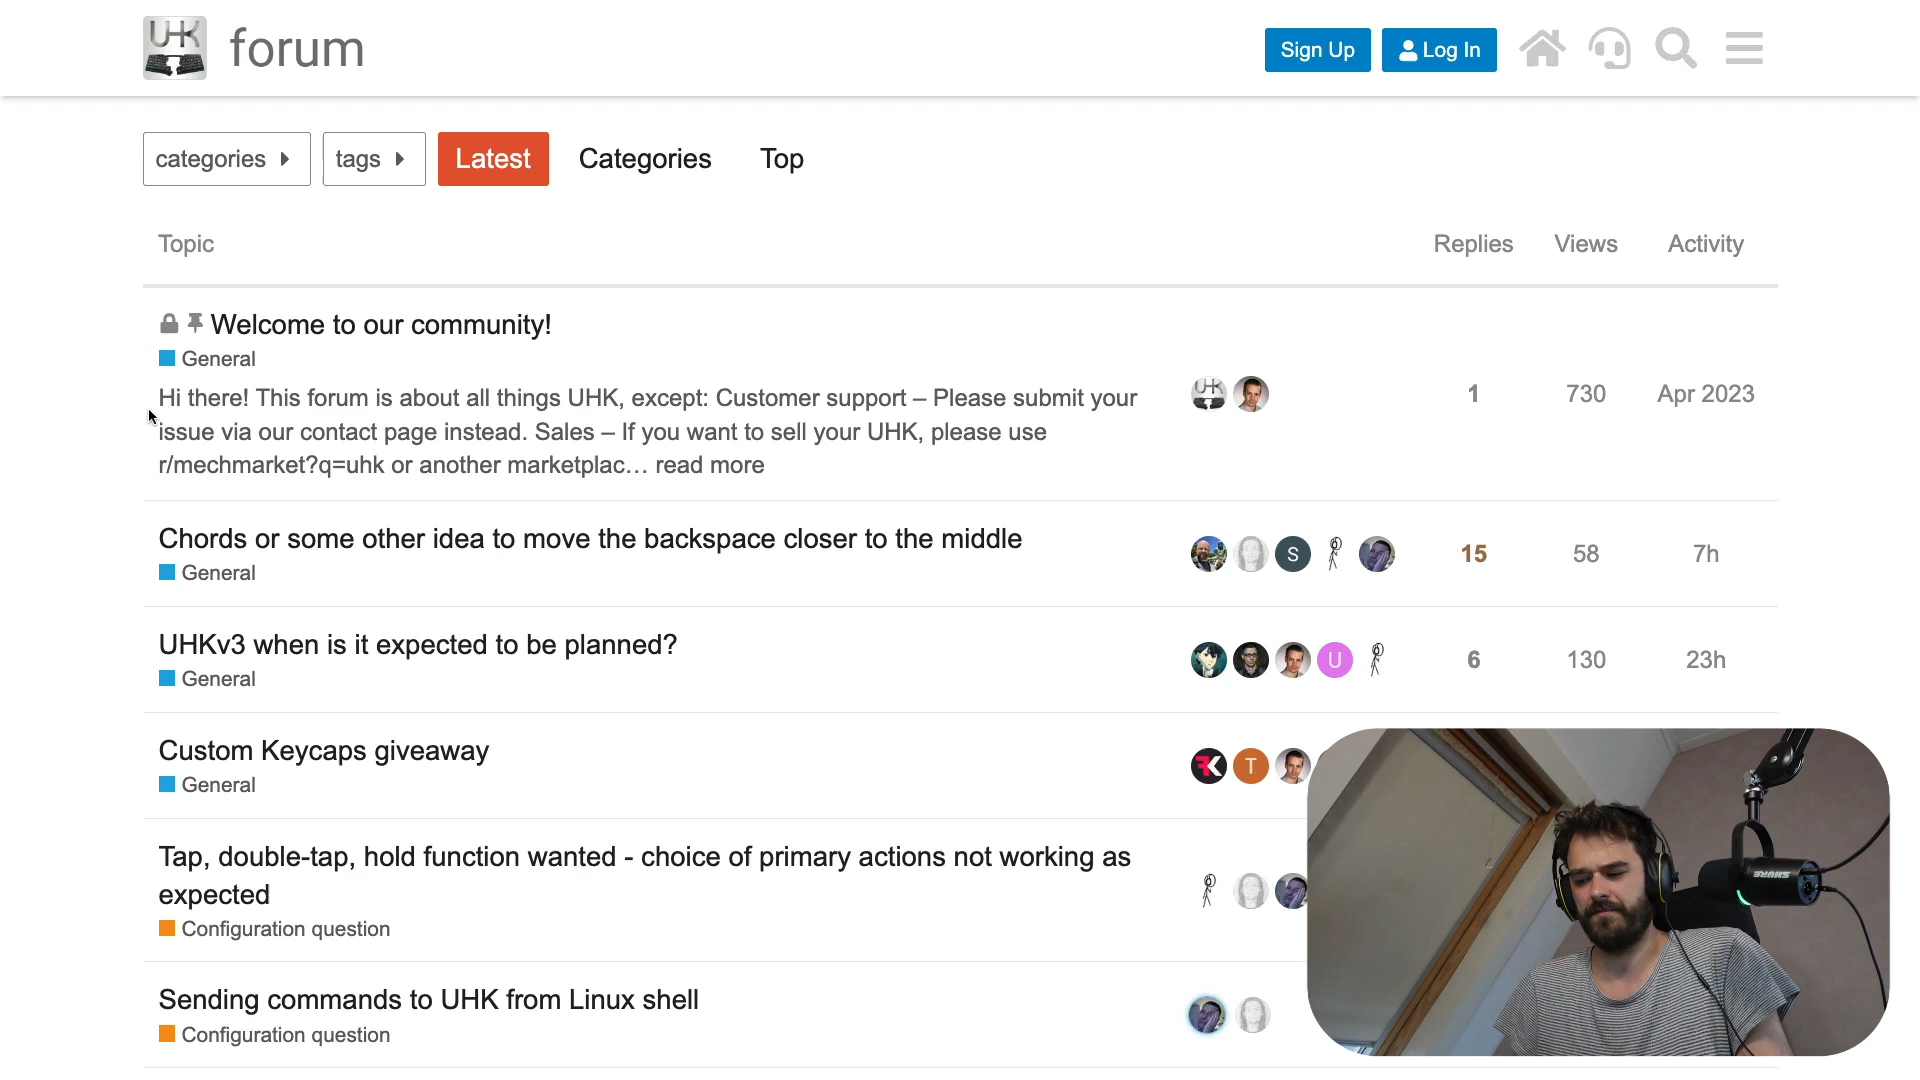 UHK forum
Sign Up
Log In
categories
tags
Latest
Categories
Top
Topic
Replies
Views
Activity
Welcome to our community!
General
Hi there! This forum is about all things UHK, except: Customer support – Please submit your
issue via our contact page instead. Sales – If you want to sell your UHK, please use
r/mechmarket?q=uhk or another marketplac… read more
1
730
Apr 2023
Chords or some other idea to move the backspace closer to the middle
General
S
15
58
7h
UHKv3 when is it expected to be planned?
General
U
6
130
23h
Custom Keycaps giveaway
General
T
Tap, double-tap, hold function wanted - choice of primary actions not working as
expected
Configuration question
Sending commands to UHK from Linux shell
Configuration question
SHURE